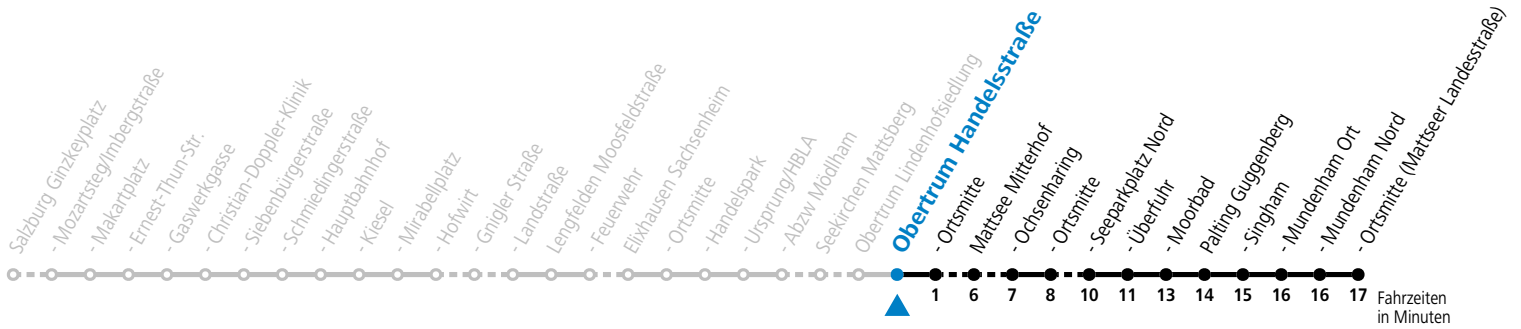 Salzburg Ginzkeyplatz
- Mozartsteg/Imbergstraße
- Makartplatz
- Ernest-Thun-Str.
- Gaswerkgasse
Christian-Doppler-Klinik
- Siebenbürgerstraße
- Schmiedingerstraße
- Hauptbahnhof
- Kiesel
- Mirabellplatz
- Hofwirt
- Gnigler Straße
- Landstraße
Lengfelden Moosfeldstraße
- Feuerwehr
Elixhausen Sachsenheim
- Ortsmitte
- Handelspark
- Ursprung/HBLA
- Abzw Mödlham
Seekirchen Mattsberg
Obertrum Lindenhofsiedlung
Obertrum Handelsstraße
- Ortsmitte
Mattsee Mitterhof
- Ochsenharing
- Ortsmitte
- Seeparkplatz Nord
- Überfuhr
- Moorbad
Palting Guggenberg
- Singham
- Mundenham Ort
- Mundenham Nord
- Ortsmitte (Mattseer Landesstraße)
1 6 7 8 10 11 13 14 15 16 16 17
Fahrzeiten
in Minuten